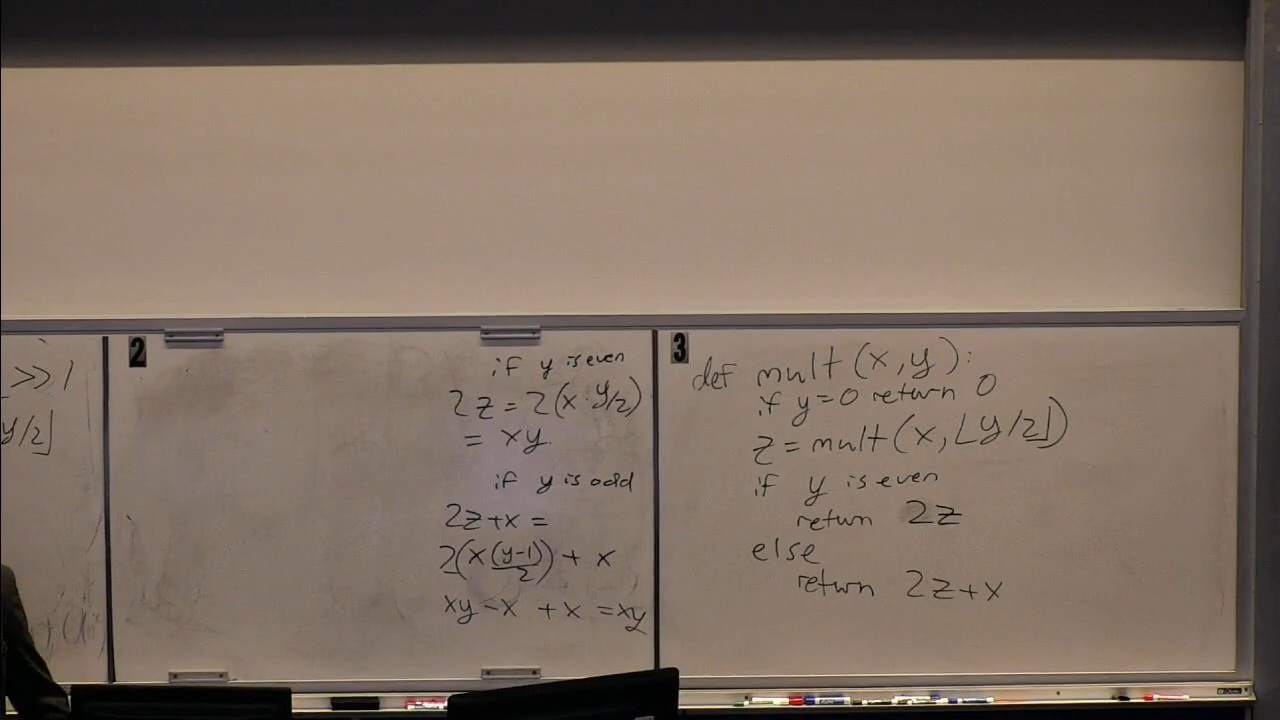 >> 1
y/2⌋
2
if y is even
2z = 2(x · y/2)
= xy
if y is odd
2z+x =
2(x(y-1)/2) + x
xy - x + x = xy
3
def mult(x,y):
if y=0 return 0
z = mult(x, ⌊y/2⌋)
if y is even
return 2z
else
return 2z+x